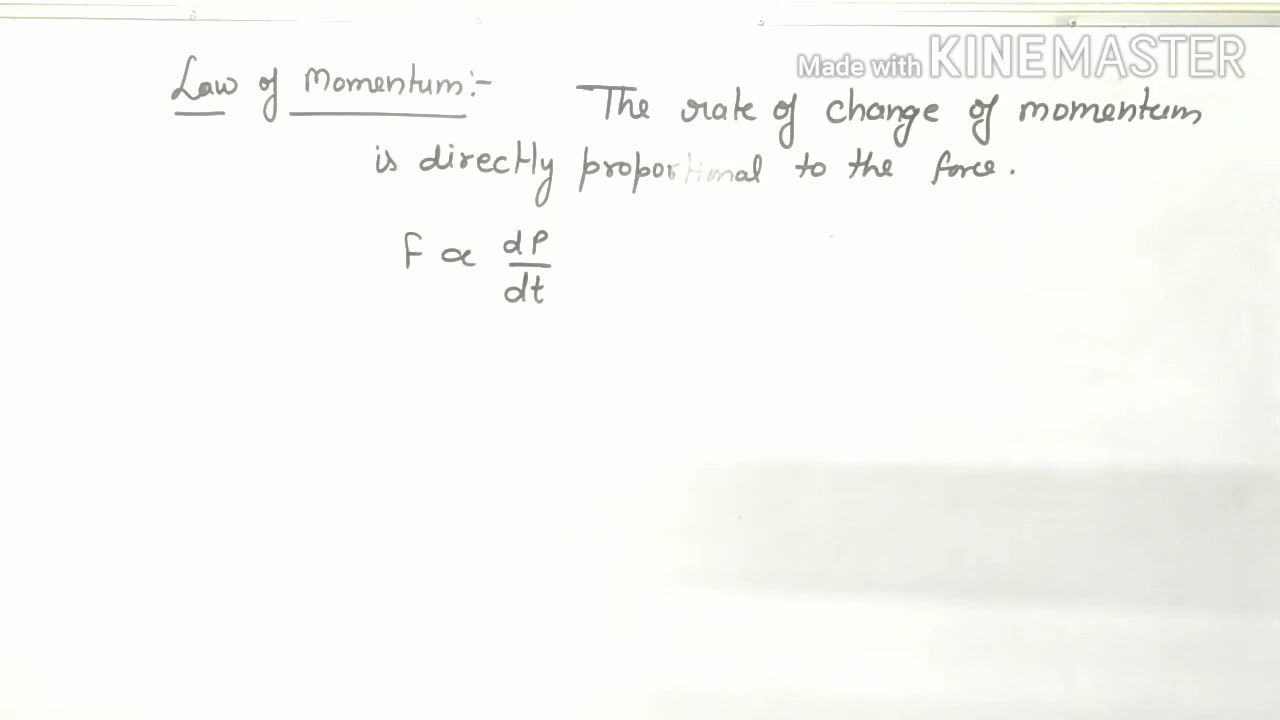 Made with KINEMASTER
Law of Momentum:- The rate of change of momentum
is directly proportional to the force.
F ∝ dP/dt